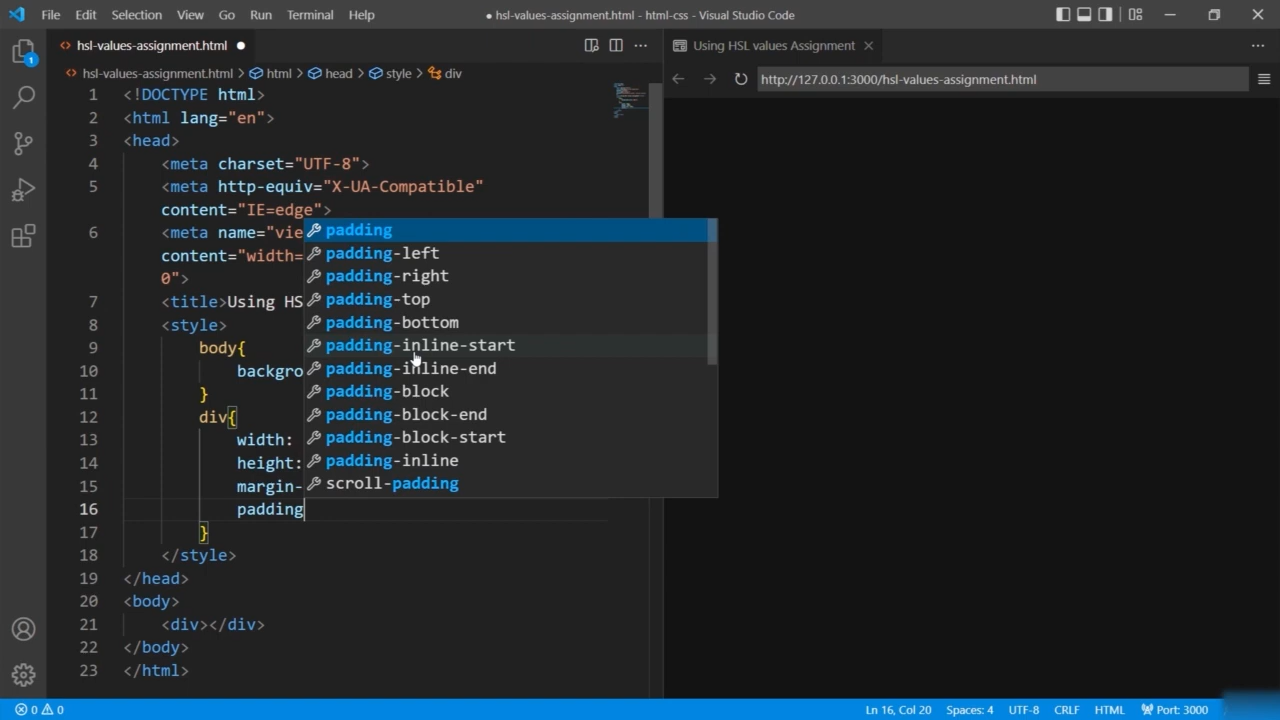 File Edit Selection View Go Run Terminal Help
● hsl-values-assignment.html - html-css - Visual Studio Code
1
hsl-values-assignment.html ●
Using HSL values Assignment
hsl-values-assignment.html > html > head > style > div
http://127.0.0.1:3000/hsl-values-assignment.html
1 <!DOCTYPE html>
2 <html lang="en">
3 <head>
4 <meta charset="UTF-8">
5 <meta http-equiv="X-UA-Compatible"
content="IE=edge">
6 <meta name="vie
content="width=
0">
7 <title>Using HS
8 <style>
9 body{
10 backgro
11 }
12 div{
13 width:
14 height:
15 margin-
16 padding
17 }
18 </style>
19 </head>
20 <body>
21 <div></div>
22 </body>
23 </html>
padding
padding-left
padding-right
padding-top
padding-bottom
padding-inline-start
padding-inline-end
padding-block
padding-block-end
padding-block-start
padding-inline
scroll-padding
0 0 Ln 16, Col 20 Spaces: 4 UTF-8 CRLF HTML Port: 3000